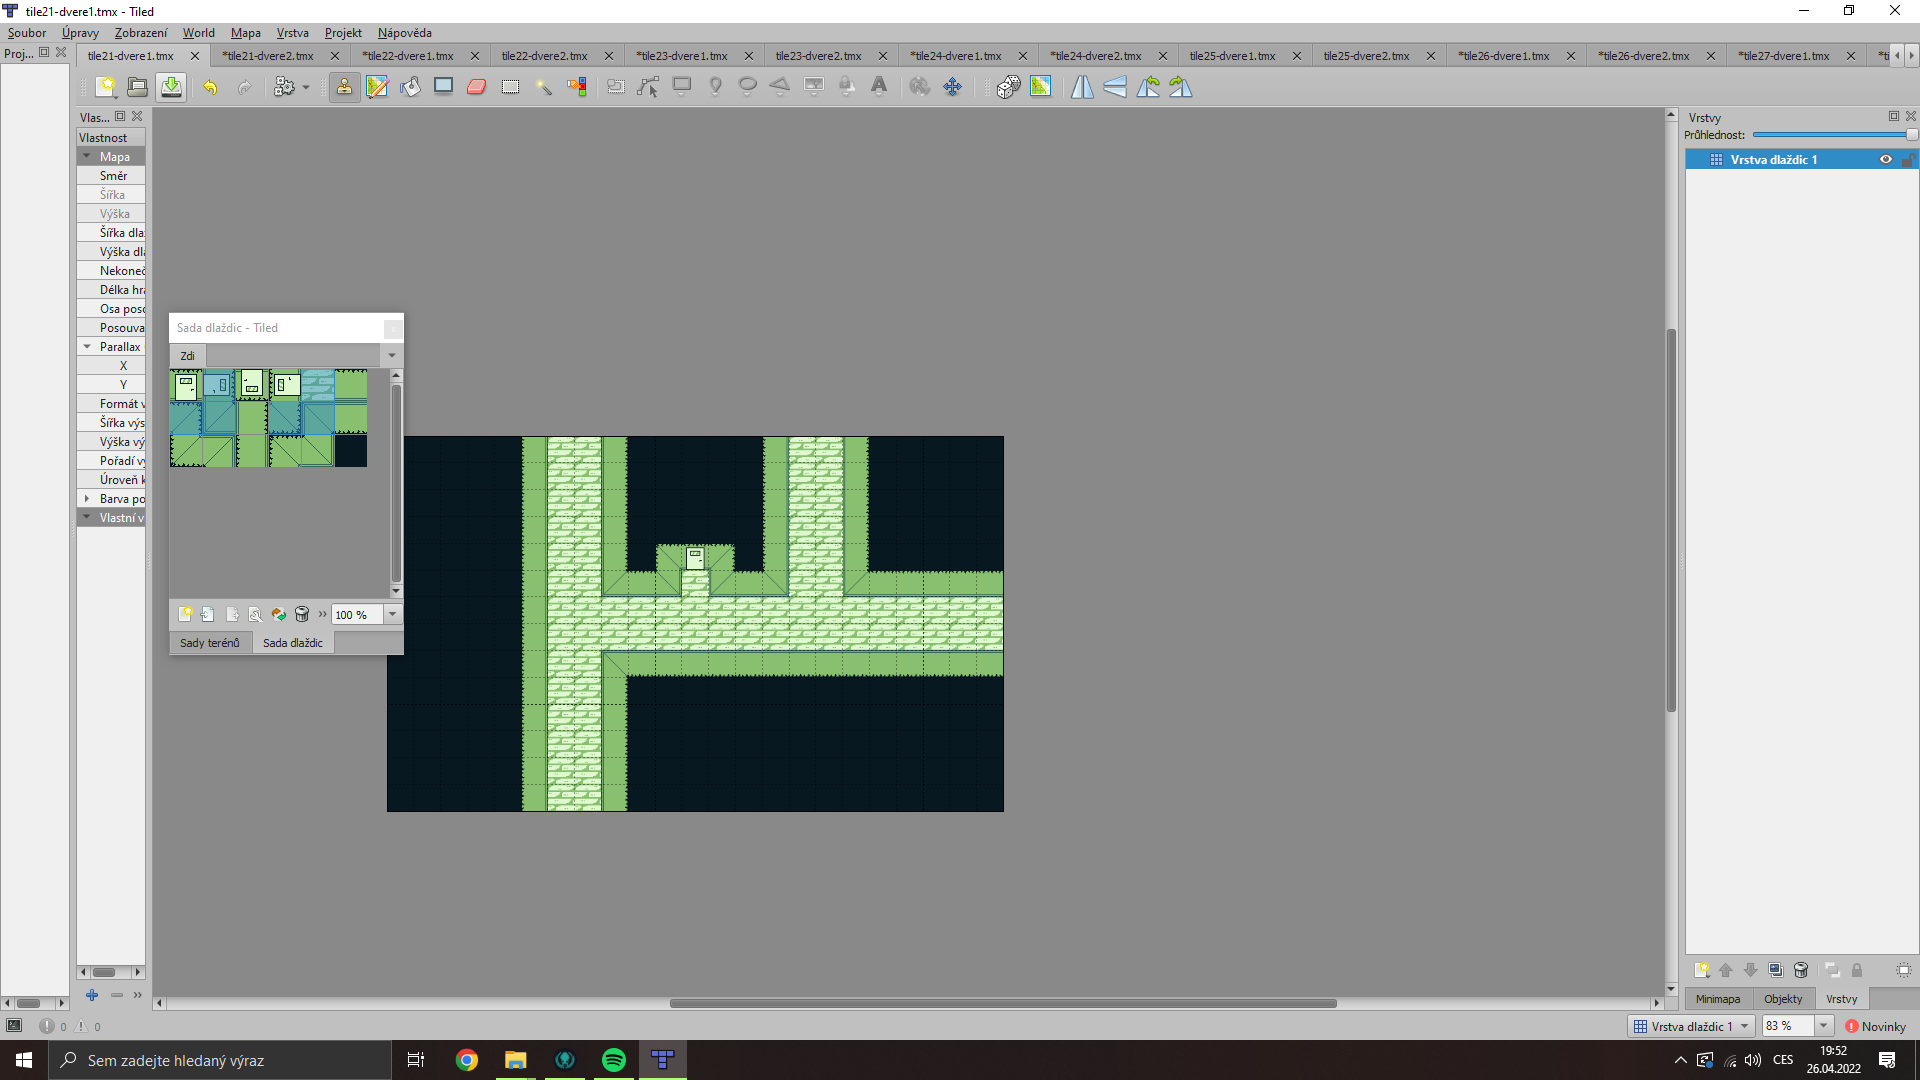 tile21-dvere1.tmx - Tiled
Soubor Úpravy Zobrazení World Mapa Vrstva Projekt Nápověda
Proj... tile21-dvere1.tmx *tile21-dvere2.tmx *tile22-dvere1.tmx tile22-dvere2.tmx *tile23-dvere1.tmx tile23-dvere2.tmx *tile24-dvere1.tmx *tile24-dvere2.tmx tile25-dvere1.tmx tile25-dvere2.tmx *tile26-dvere1.tmx *tile26-dvere2.tmx *tile27-dvere1.tmx
Vlas...
Vlastnost
Mapa
Směr
Šířka
Výška
Šířka dla
Výška dl
Nekoneč
Délka hr
Osa poso
Posouva
Parallax
X
Y
Formát v
Šířka výs
Výška vý
Pořadí v
Úroveň k
Barva po
Vlastní v
Sada dlaždic - Tiled
Zdi
100 %
Sady terénů Sada dlaždic
Vrstvy
Průhlednost:
Vrstva dlaždic 1
Minimapa Objekty Vrstvy
0 0
Vrstva dlaždic 1 83 % Novinky
Sem zadejte hledaný výraz
CES
19:52
26.04.2022